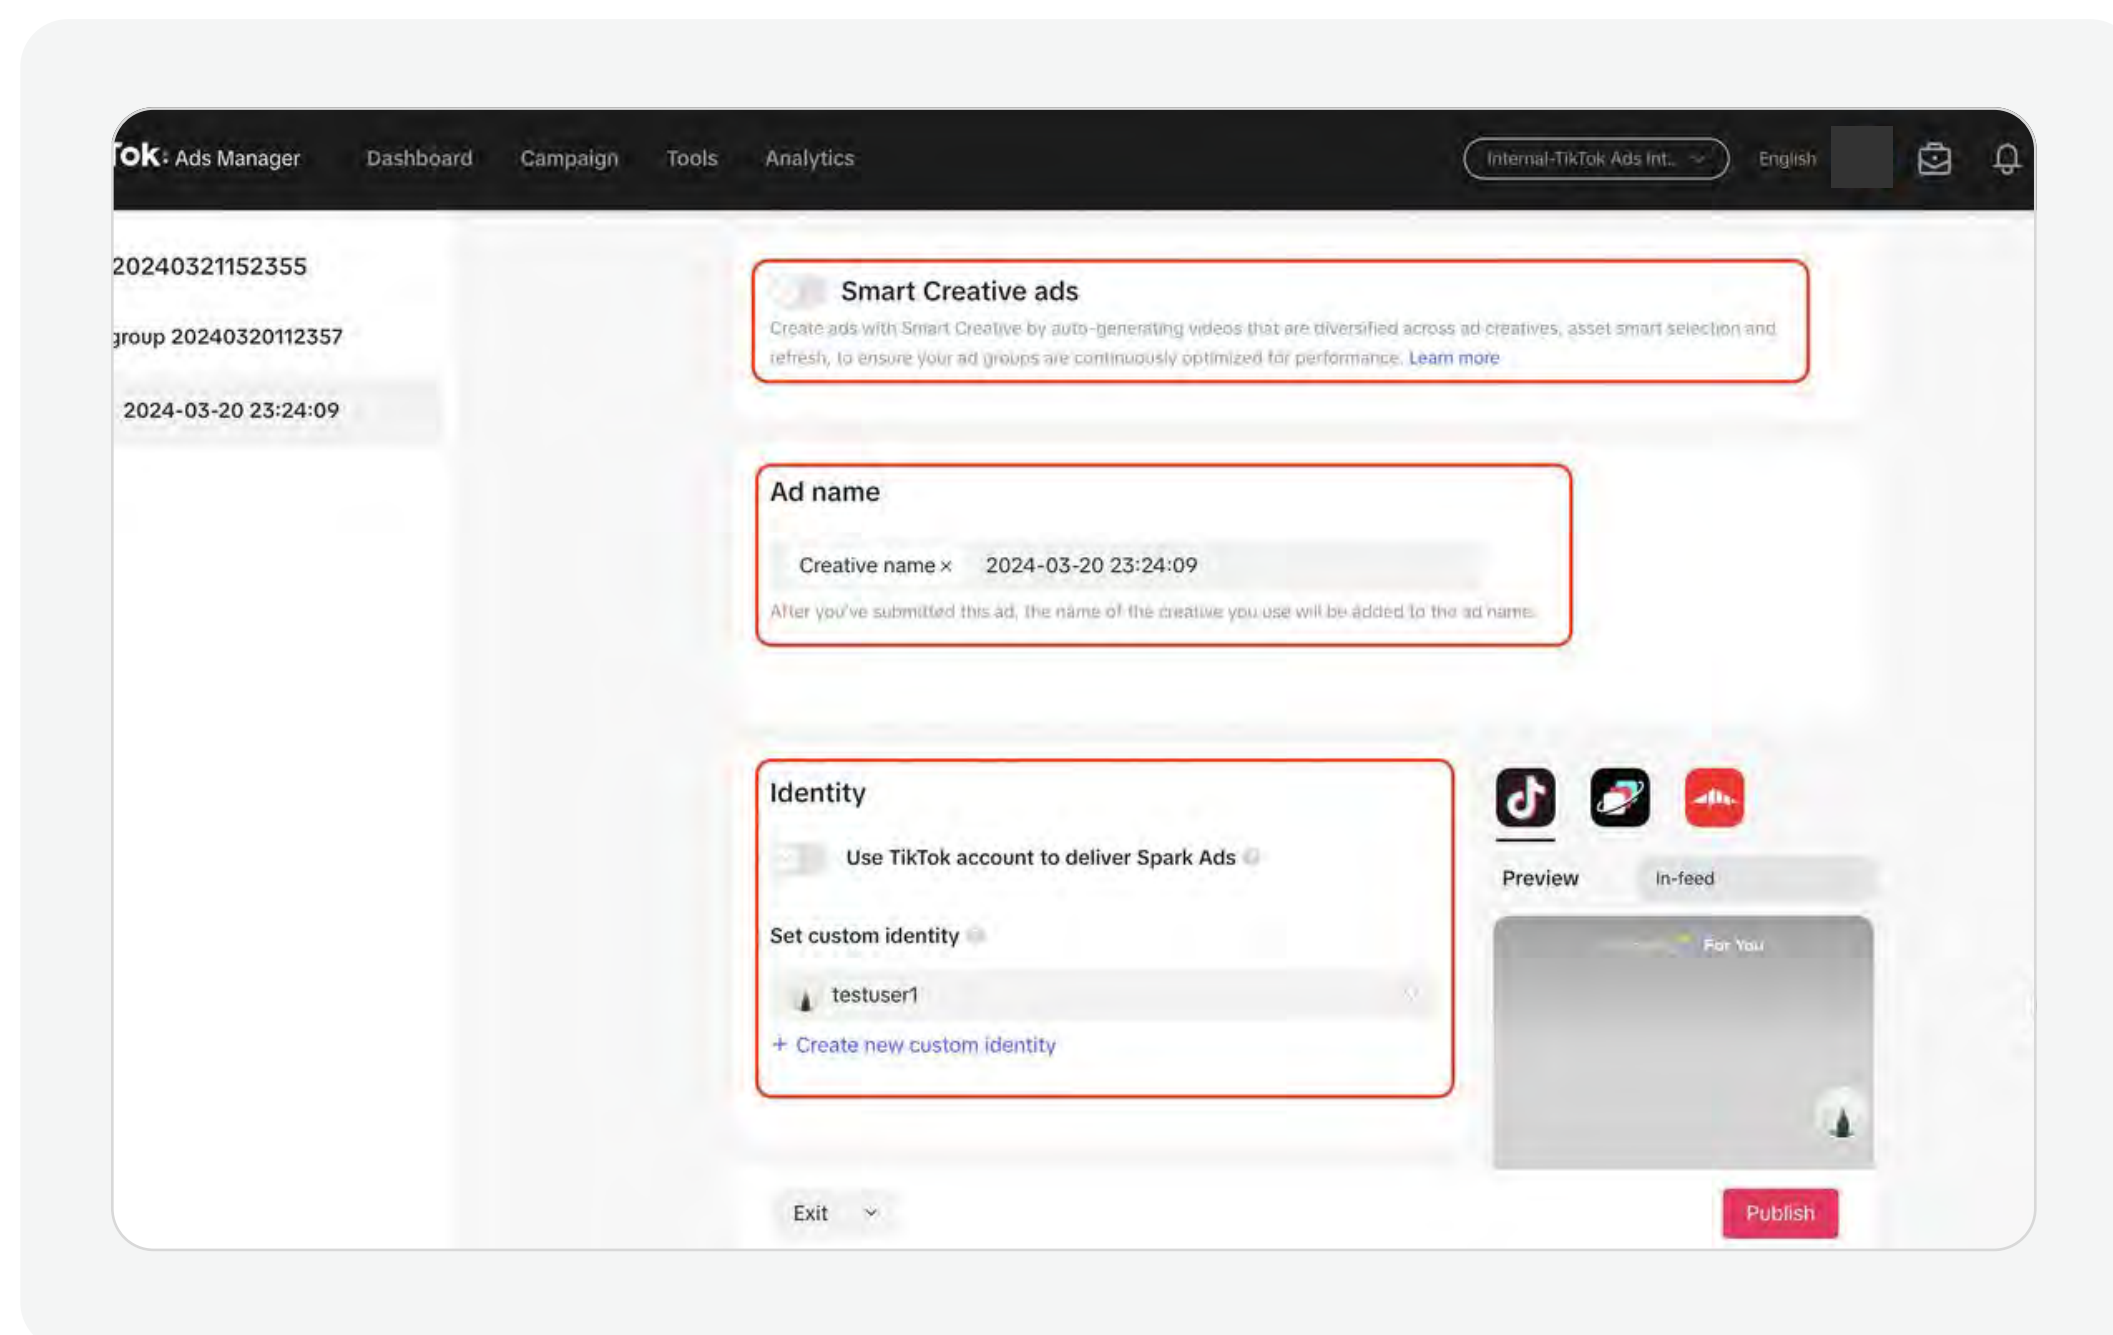 Tok: Ads Manager Dashboard Campaign Tools Analytics Internal-TikTok Ads Int... English
20240321152355
group 20240320112357
2024-03-20 23:24:09
Smart Creative ads
Create ads with Smart Creative by auto-generating videos that are diversified across ad creatives, asset smart selection and
refresh, to ensure your ad groups are continuously optimized for performance. Learn more
Ad name
Creative name × 2024-03-20 23:24:09
After you've submitted this ad, the name of the creative you use will be added to the ad name.
Identity
Use TikTok account to deliver Spark Ads
Set custom identity
testuser1
+ Create new custom identity
Preview In-feed
For You
Exit
Publish